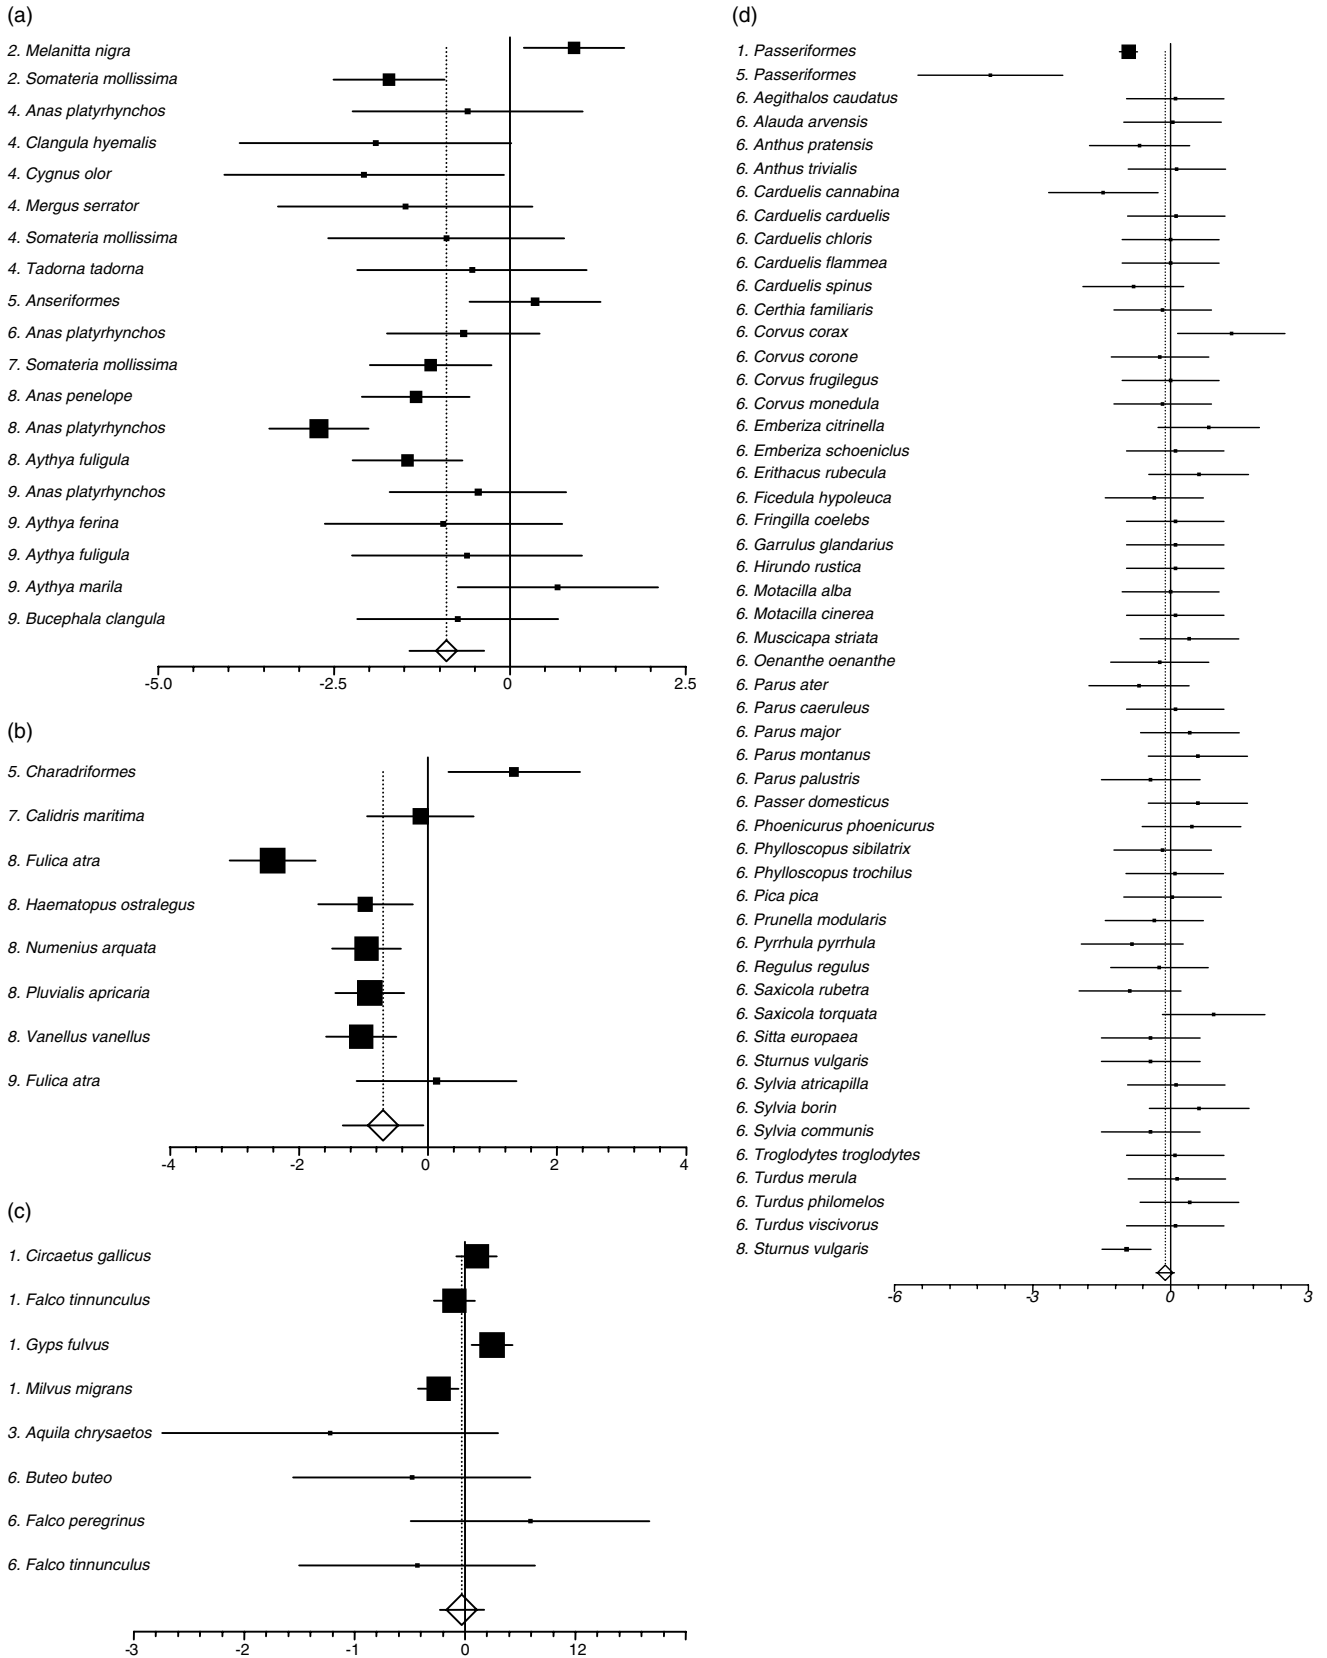 (a)
2. Melanitta nigra
2. Somateria mollissima
4. Anas platyrhynchos
4. Clangula hyemalis
4. Cygnus olor
4. Mergus serrator
4. Somateria mollissima
4. Tadorna tadorna
5. Anseriformes
6. Anas platyrhynchos
7. Somateria mollissima
8. Anas penelope
8. Anas platyrhynchos
8. Aythya fuligula
9. Anas platyrhynchos
9. Aythya ferina
9. Aythya fuligula
9. Aythya marila
9. Bucephala clangula
-5.0 -2.5 0 2.5
(b)
5. Charadriformes
7. Calidris maritima
8. Fulica atra
8. Haematopus ostralegus
8. Numenius arquata
8. Pluvialis apricaria
8. Vanellus vanellus
9. Fulica atra
-4 -2 0 2 4
(c)
1. Circaetus gallicus
1. Falco tinnunculus
1. Gyps fulvus
1. Milvus migrans
3. Aquila chrysaetos
6. Buteo buteo
6. Falco peregrinus
6. Falco tinnunculus
-3 -2 -1 0 12
(d)
1. Passeriformes
5. Passeriformes
6. Aegithalos caudatus
6. Alauda arvensis
6. Anthus pratensis
6. Anthus trivialis
6. Carduelis cannabina
6. Carduelis carduelis
6. Carduelis chloris
6. Carduelis flammea
6. Carduelis spinus
6. Certhia familiaris
6. Corvus corax
6. Corvus corone
6. Corvus frugilegus
6. Corvus monedula
6. Emberiza citrinella
6. Emberiza schoeniclus
6. Erithacus rubecula
6. Ficedula hypoleuca
6. Fringilla coelebs
6. Garrulus glandarius
6. Hirundo rustica
6. Motacilla alba
6. Motacilla cinerea
6. Muscicapa striata
6. Oenanthe oenanthe
6. Parus ater
6. Parus caeruleus
6. Parus major
6. Parus montanus
6. Parus palustris
6. Passer domesticus
6. Phoenicurus phoenicurus
6. Phylloscopus sibilatrix
6. Phylloscopus trochilus
6. Pica pica
6. Prunella modularis
6. Pyrrhula pyrrhula
6. Regulus regulus
6. Saxicola rubetra
6. Saxicola torquata
6. Sitta europaea
6. Sturnus vulgaris
6. Sylvia atricapilla
6. Sylvia borin
6. Sylvia communis
6. Troglodytes troglodytes
6. Turdus merula
6. Turdus philomelos
6. Turdus viscivorus
8. Sturnus vulgaris
-6 -3 0 3